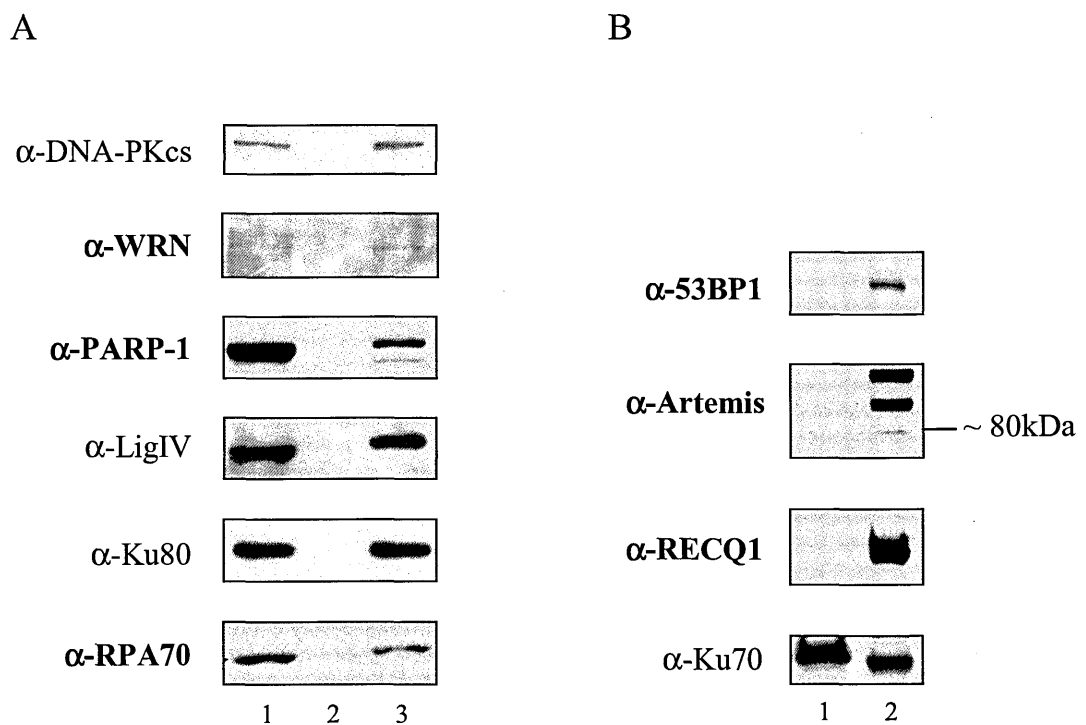 A
α-DNA-PKcs
α-WRN
α-PARP-1
α-LigIV
α-Ku80
α-RPA70
1 2 3
B
α-53BP1
α-Artemis
~ 80kDa
α-RECQ1
α-Ku70
1 2